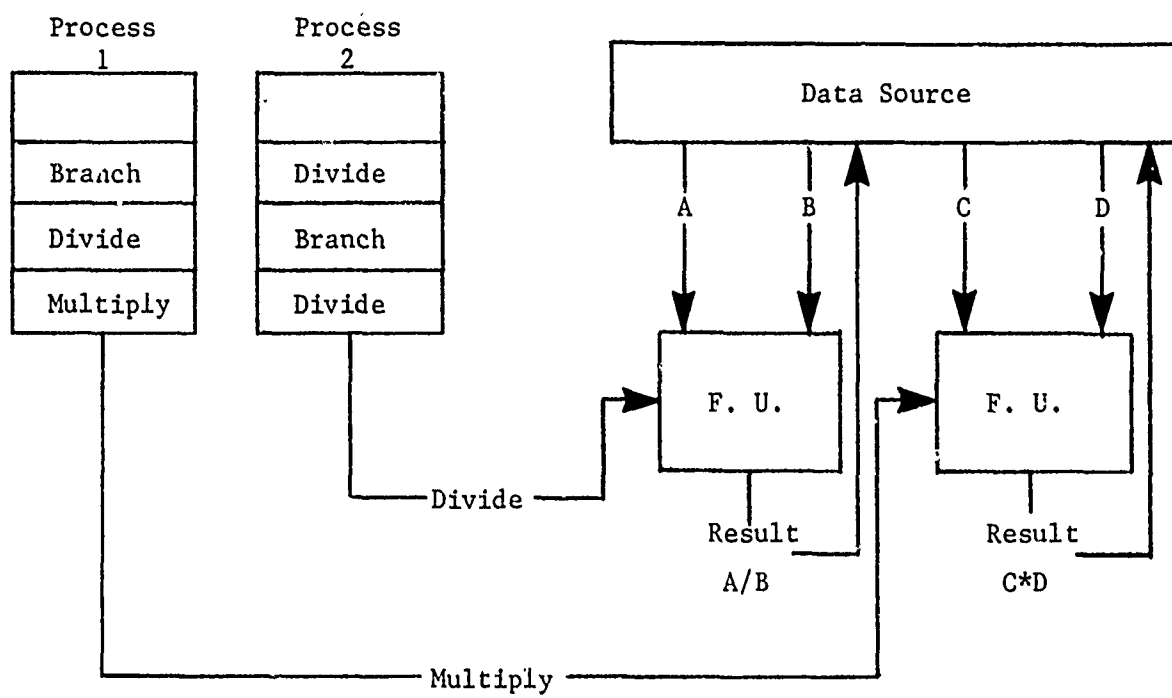 Process
1
Process
2
Data Source
Branch
Divide
Multiply
Divide
Branch
Divide
A
B
C
D
F. U.
F. U.
Divide
Result
A/B
Result
C*D
Multiply